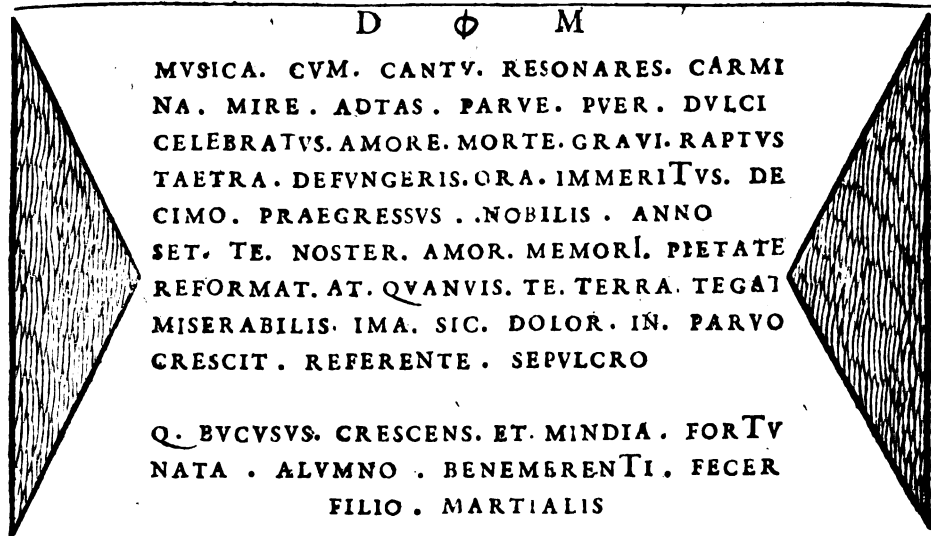 D φ M
MVSICA. CVM. CANTV. RESONARES. CARMI
NA. MIRE. ADTAS. PARVE. PVER. DVLCI
CELEBRATVS. AMORE. MORTE. GRAVI. RAPTVS
TAETRA. DEFVNGERIS. ORA. IMMERITVS. DE
CIMO. PRAEGRESSVS. .NOBILIS. ANNO
SET. TE. NOSTER. AMOR. MEMORI. PIETATE
REFORMAT. AT. QVANVIS. TE. TERRA. TEGAT
MISERABILIS. IMA. SIC. DOLOR. IN. PARVO
CRESCIT. REFERENTE. SEPVLCRO
Q. BVCVSVS. CRESCENS. ET. MINDIA. FORTV
NATA. ALVMNO. BENEMERENTI. FECER
FILIO. MARTIALIS